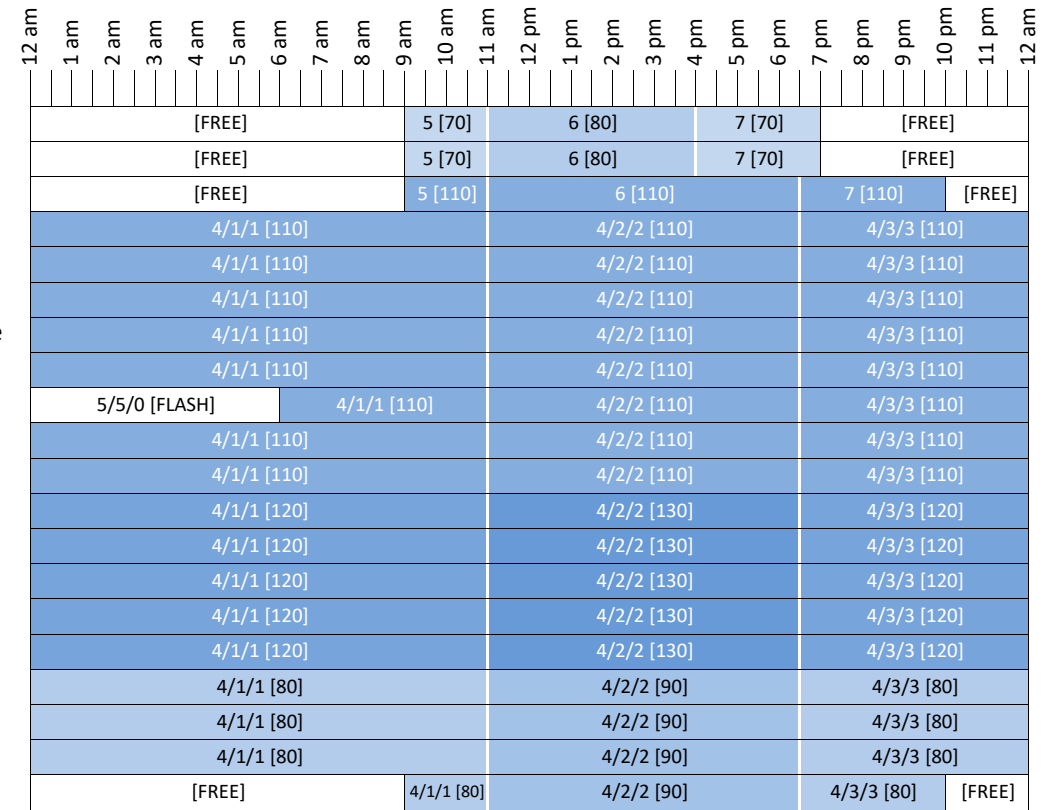 12 am 1 am 2 am 3 am 4 am 5 am 6 am 7 am 8 am 9 am 10 am 11 am 12 pm 1 pm 2 pm 3 pm 4 pm 5 pm 6 pm 7 pm 8 pm 9 pm 10 pm 11 pm 12 am
[FREE] 5 [70] 6 [80] 7 [70] [FREE]
[FREE] 5 [70] 6 [80] 7 [70] [FREE]
[FREE] 5 [110] 6 [110] 7 [110] [FREE]
4/1/1 [110] 4/2/2 [110] 4/3/3 [110]
4/1/1 [110] 4/2/2 [110] 4/3/3 [110]
4/1/1 [110] 4/2/2 [110] 4/3/3 [110]
e 4/1/1 [110] 4/2/2 [110] 4/3/3 [110]
4/1/1 [110] 4/2/2 [110] 4/3/3 [110]
5/5/0 [FLASH] 4/1/1 [110] 4/2/2 [110] 4/3/3 [110]
4/1/1 [110] 4/2/2 [110] 4/3/3 [110]
4/1/1 [110] 4/2/2 [110] 4/3/3 [110]
4/1/1 [120] 4/2/2 [130] 4/3/3 [120]
4/1/1 [120] 4/2/2 [130] 4/3/3 [120]
4/1/1 [120] 4/2/2 [130] 4/3/3 [120]
4/1/1 [120] 4/2/2 [130] 4/3/3 [120]
4/1/1 [120] 4/2/2 [130] 4/3/3 [120]
4/1/1 [80] 4/2/2 [90] 4/3/3 [80]
4/1/1 [80] 4/2/2 [90] 4/3/3 [80]
4/1/1 [80] 4/2/2 [90] 4/3/3 [80]
[FREE] 4/1/1 [80] 4/2/2 [90] 4/3/3 [80] [FREE]